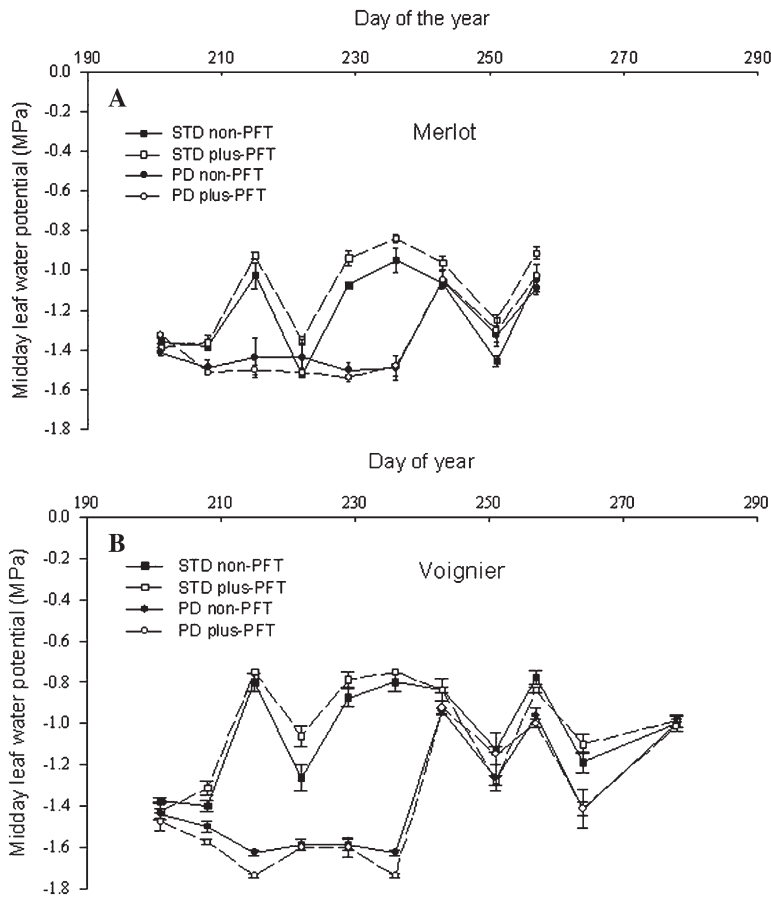 Day of the year
190 210 230 250 270 290
0.0
-0.2
-0.4
-0.6
-0.8
-1.0
-1.2
-1.4
-1.6
-1.8
Midday leaf water potential (MPa)
A
Merlot
STD non-PFT
STD plus-PFT
PD non-PFT
PD plus-PFT
Day of year
190 210 230 250 270 290
0.0
-0.2
-0.4
-0.6
-0.8
-1.0
-1.2
-1.4
-1.6
-1.8
Midday leaf water potential (MPa)
B
Voignier
STD non-PFT
STD plus-PFT
PD non-PFT
PD plus-PFT